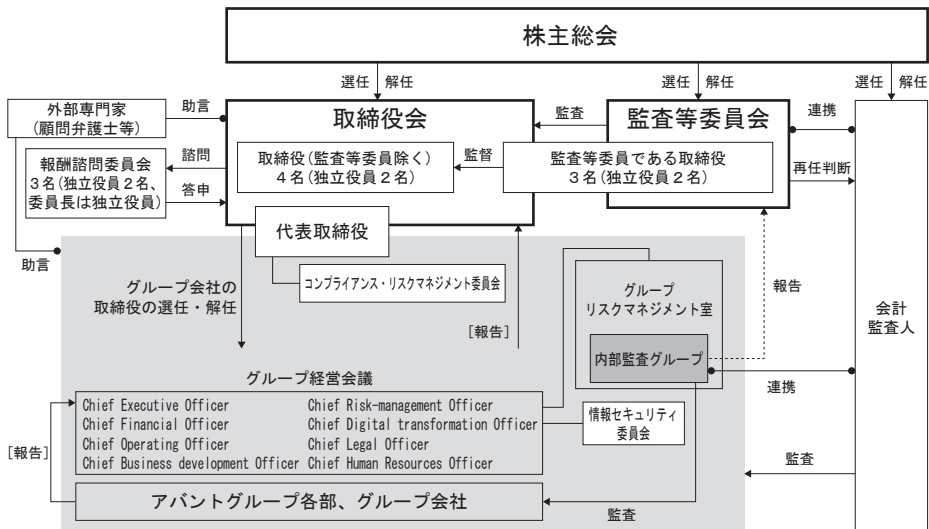 株主総会
選任 解任
選任 解任
選任 解任
外部専門家
(顧問弁護士等)
助言
取締役会
監査
監査等委員会
連携
報酬諮問委員会
3名(独立役員2名、
委員長は独立役員)
諮問
答申
取締役(監査等委員除く)
4名(独立役員2名)
監督
監査等委員である取締役
3名(独立役員2名)
再任判断
代表取締役
助言
コンプライアンス・リスクマネジメント委員会
グループ会社の
取締役の選任・解任
[報告]
グループ
リスクマネジメント室
内部監査グループ
報告
会計
監査人
連携
グループ経営会議
Chief Executive Officer
Chief Risk-management Officer
Chief Financial Officer
Chief Digital transformation Officer
Chief Operating Officer
Chief Legal Officer
Chief Business development Officer
Chief Human Resources Officer
情報セキュリティ
委員会
[報告]
監査
アバントグループ各部、グループ会社
監査